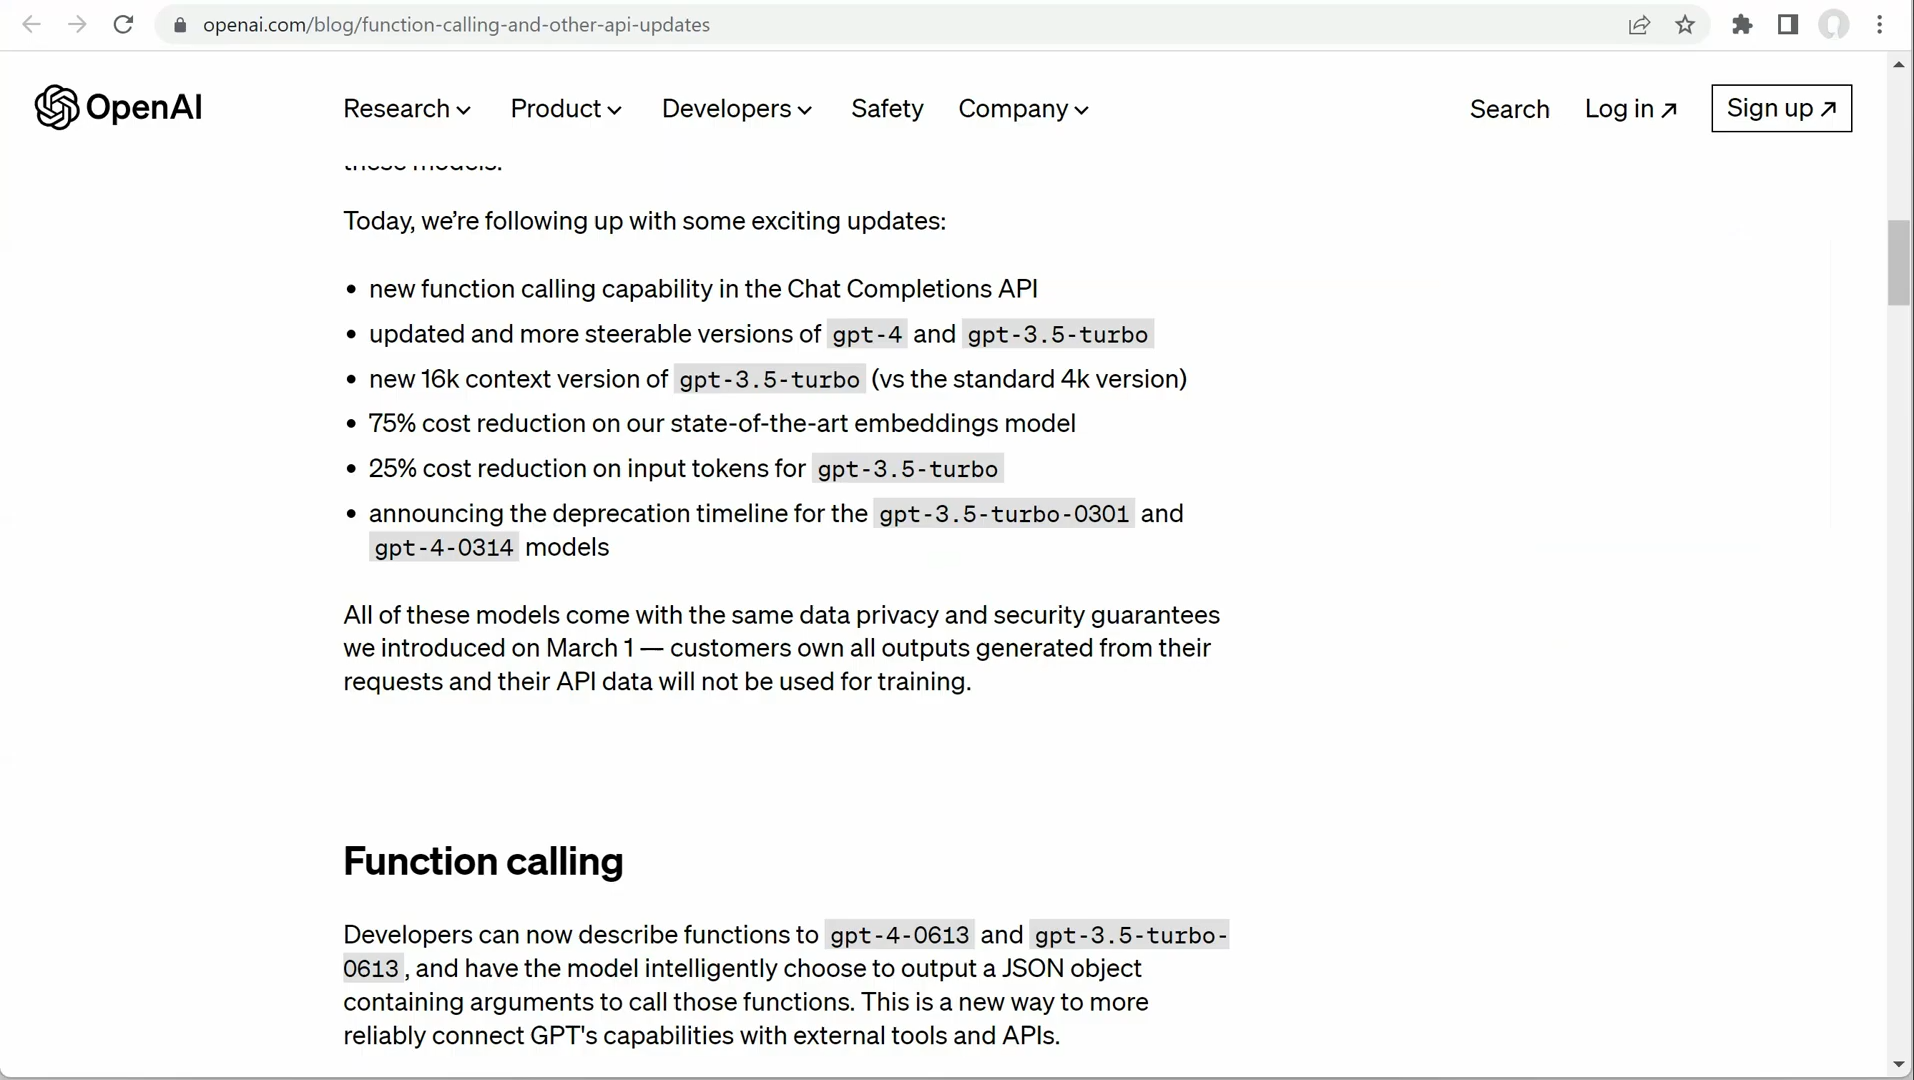 openai.com/blog/function-calling-and-other-api-updates
OpenAI
Research
Product
Developers
Safety
Company
Search
Log in ↗
Sign up ↗
these models.
Today, we’re following up with some exciting updates:
• new function calling capability in the Chat Completions API
• updated and more steerable versions of gpt-4 and gpt-3.5-turbo
• new 16k context version of gpt-3.5-turbo (vs the standard 4k version)
• 75% cost reduction on our state-of-the-art embeddings model
• 25% cost reduction on input tokens for gpt-3.5-turbo
• announcing the deprecation timeline for the gpt-3.5-turbo-0301 and
gpt-4-0314 models
All of these models come with the same data privacy and security guarantees
we introduced on March 1 — customers own all outputs generated from their
requests and their API data will not be used for training.
Function calling
Developers can now describe functions to gpt-4-0613 and gpt-3.5-turbo-
0613, and have the model intelligently choose to output a JSON object
containing arguments to call those functions. This is a new way to more
reliably connect GPT's capabilities with external tools and APIs.